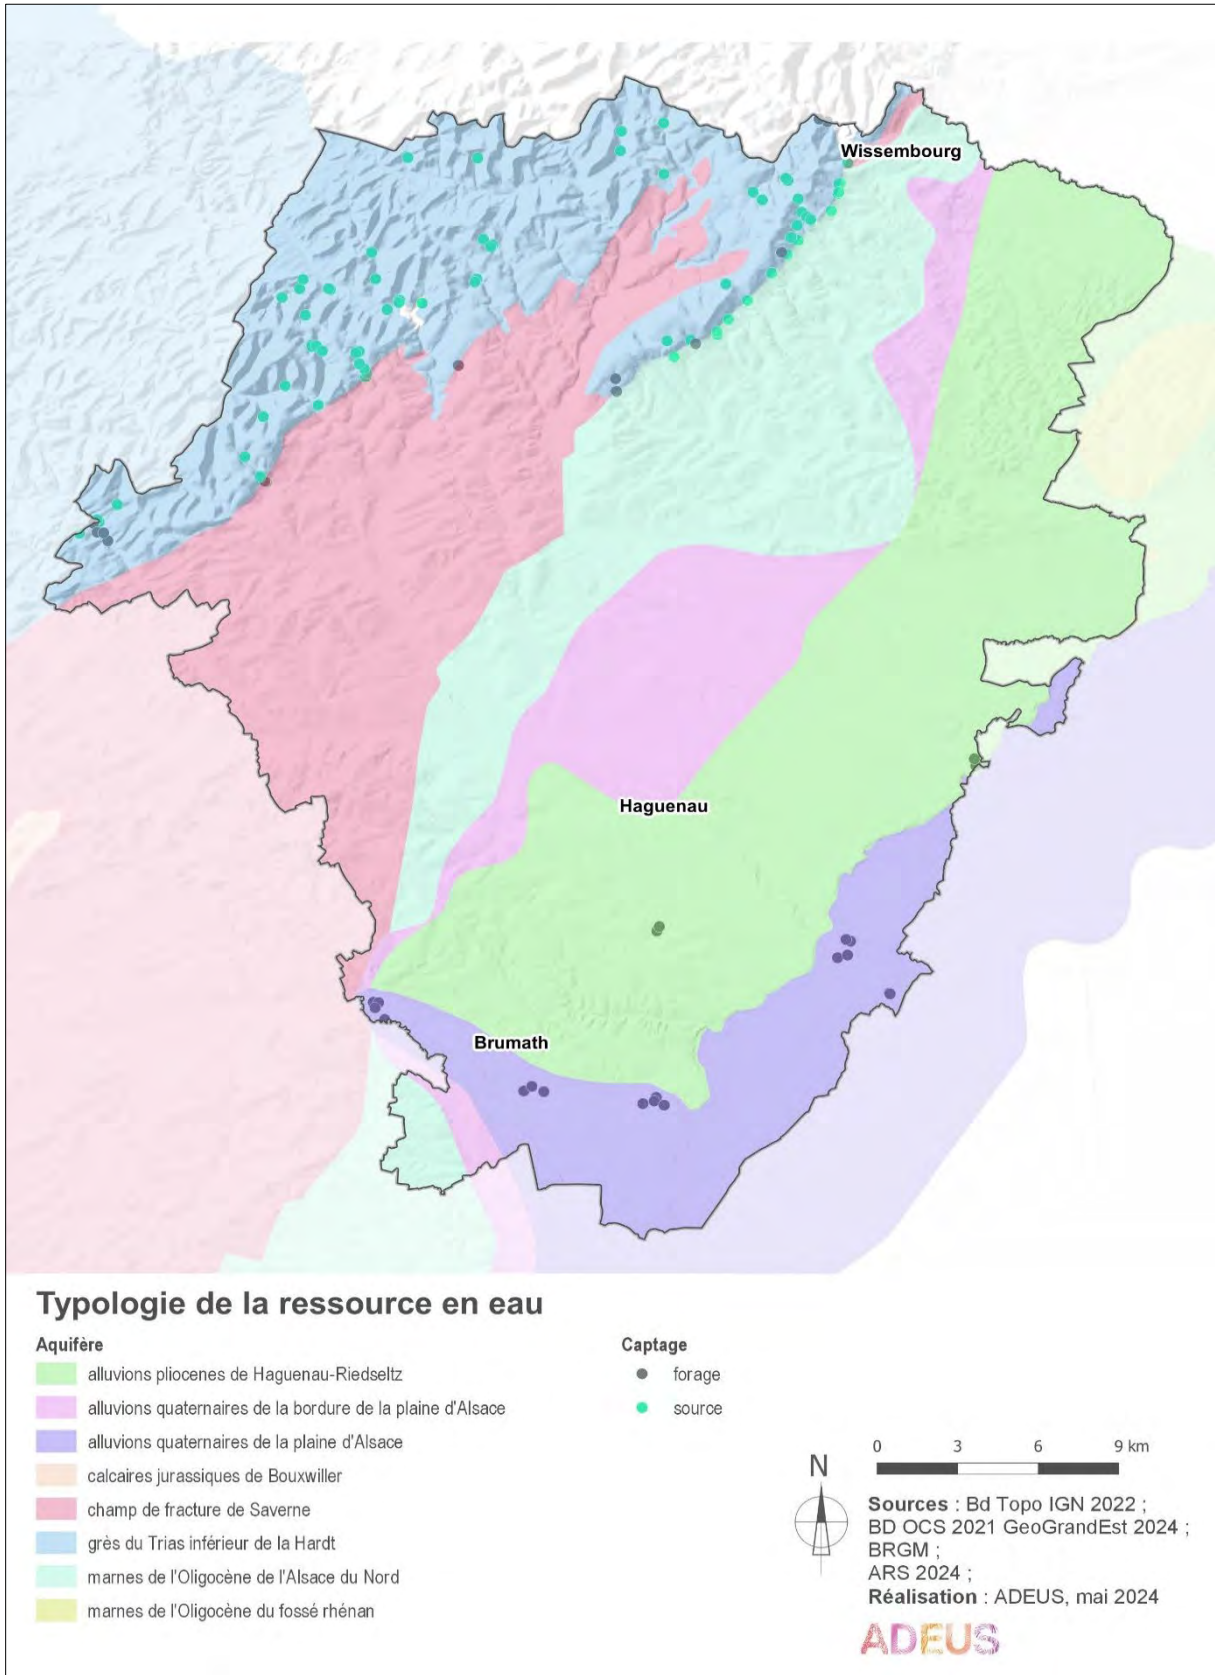 Wissembourg
Haguenau
Brumath
Typologie de la ressource en eau
Aquifère
alluvions pliocenes de Haguenau-Riedseltz
alluvions quaternaires de la bordure de la plaine d'Alsace
alluvions quaternaires de la plaine d'Alsace
calcaires jurassiques de Bouxwiller
champ de fracture de Saverne
grès du Trias inférieur de la Hardt
marnes de l'Oligocène de l'Alsace du Nord
marnes de l'Oligocène du fossé rhénan
Captage
forage
source
N
0 3 6 9 km
Sources : Bd Topo IGN 2022 ;
BD OCS 2021 GeoGrandEst 2024 ;
BRGM ;
ARS 2024 ;
Réalisation : ADEUS, mai 2024
ADEUS